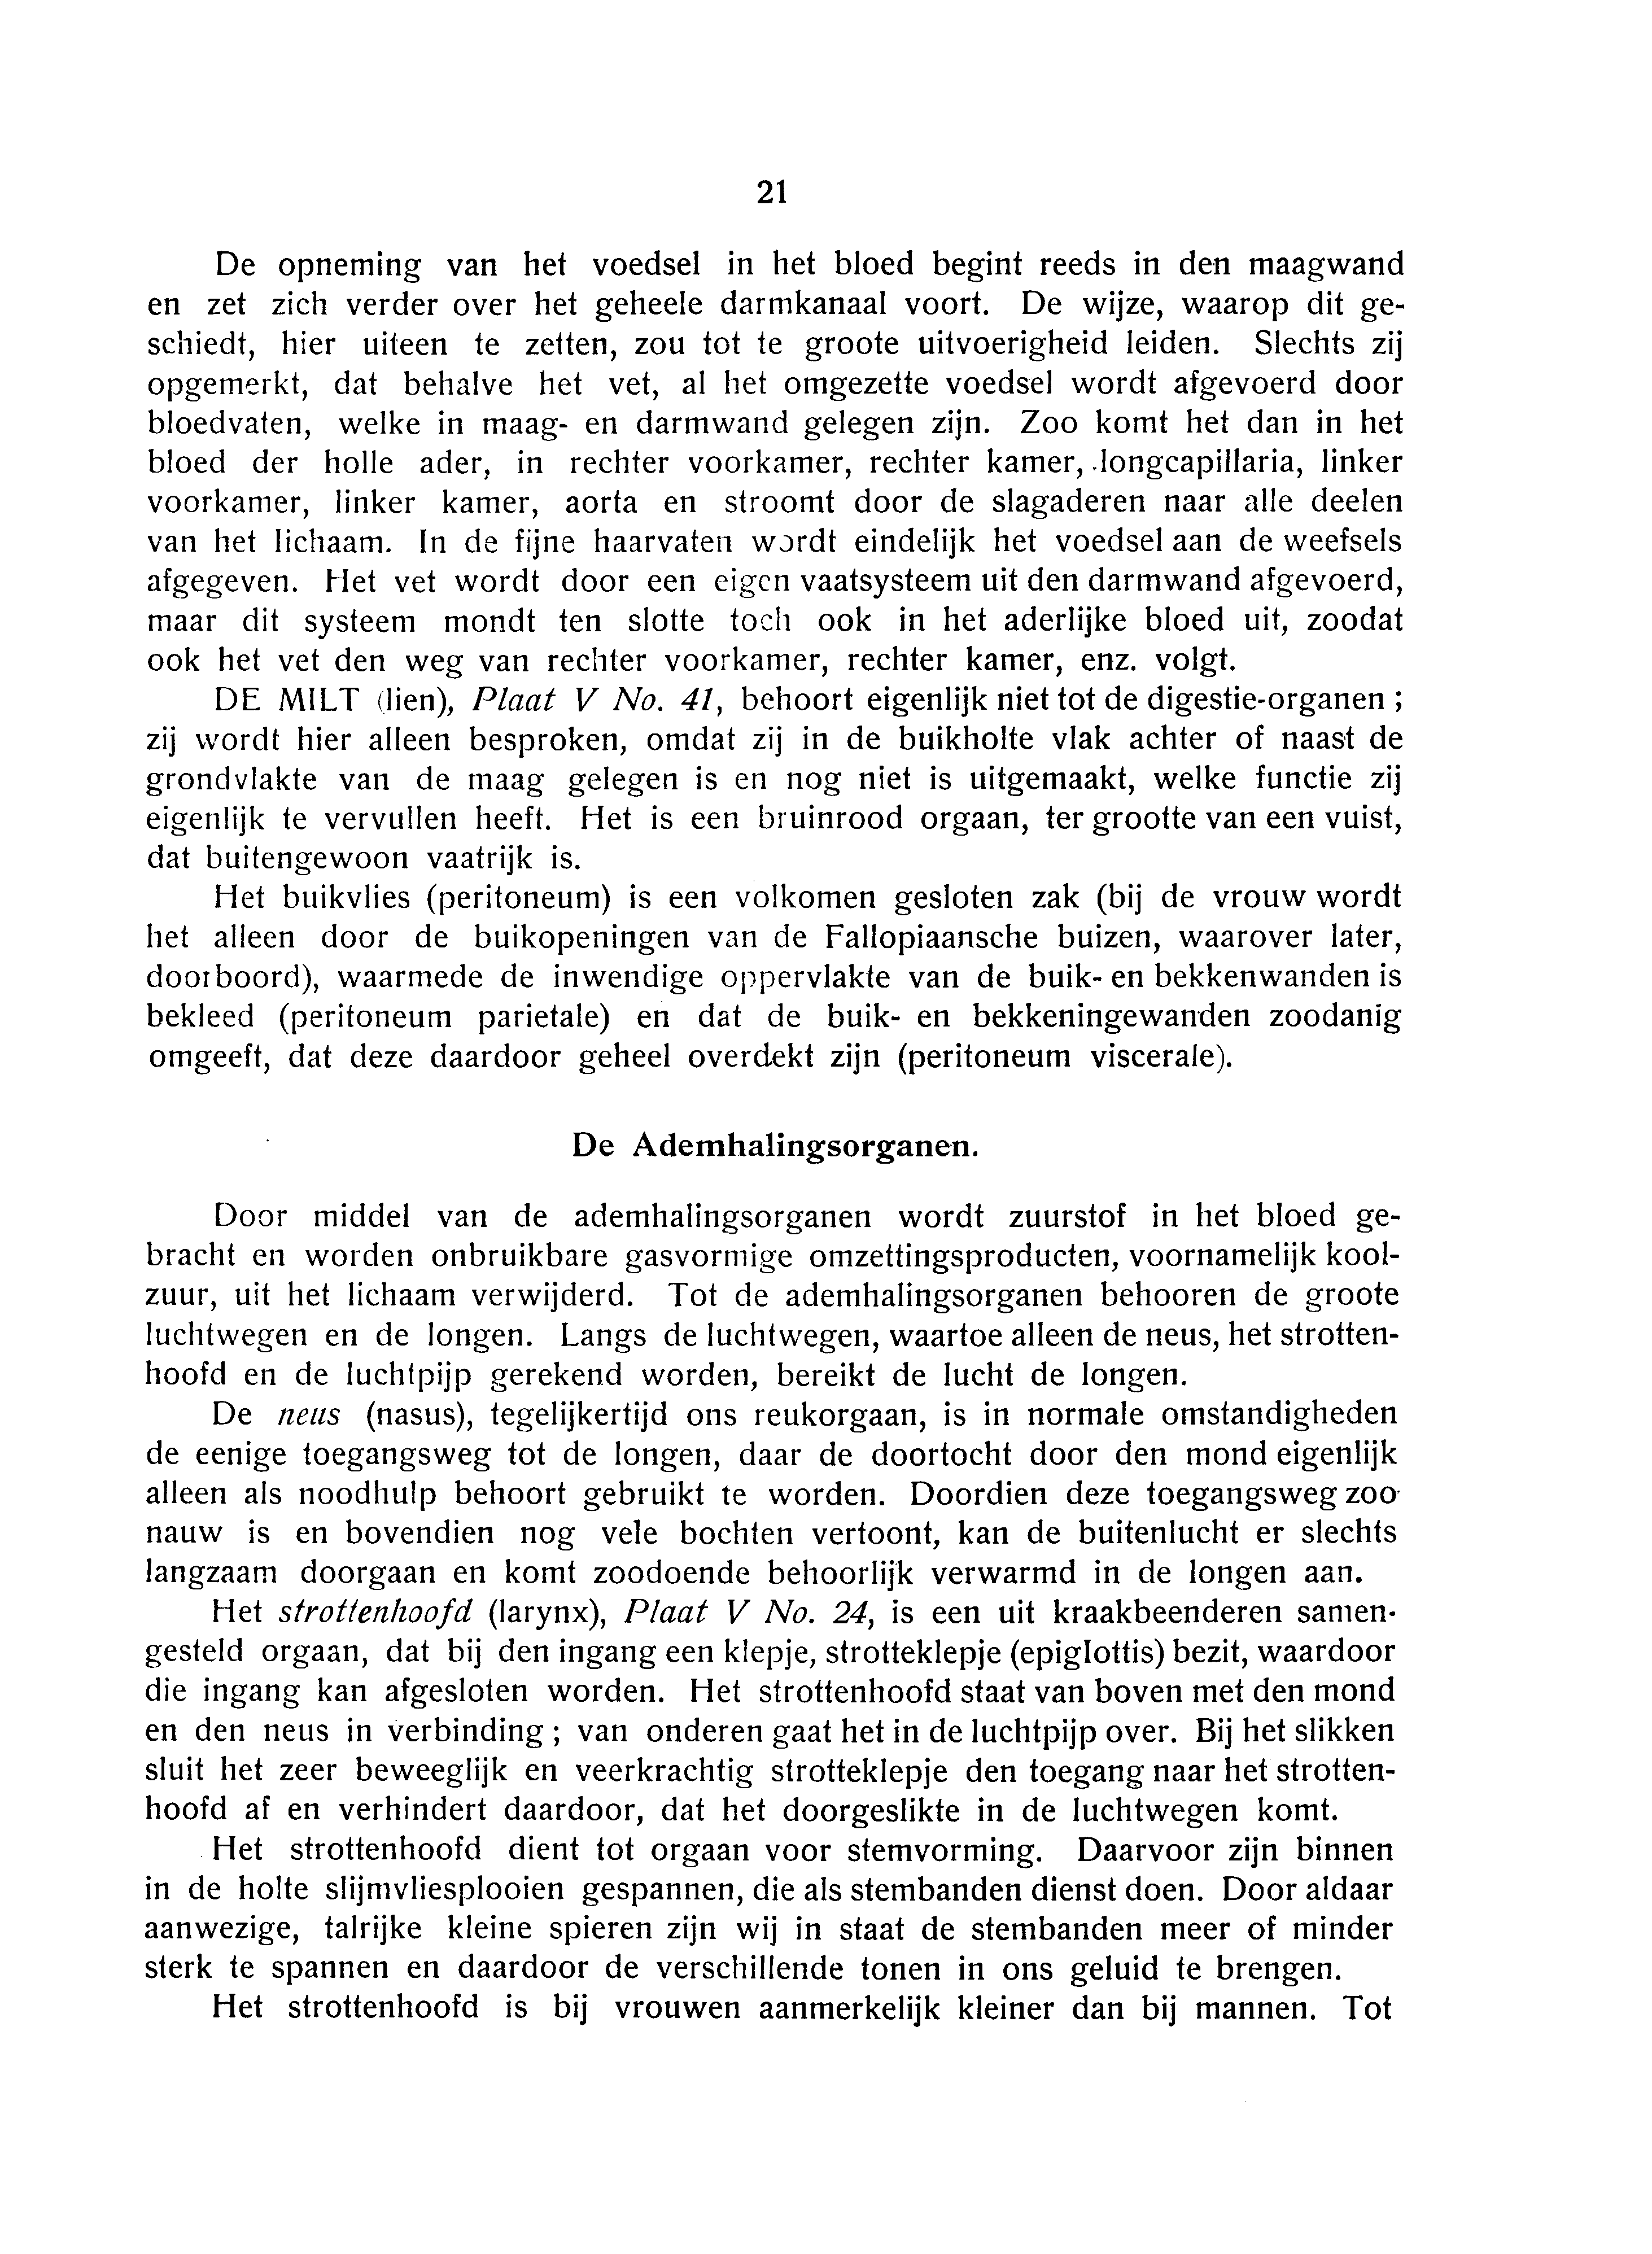 21
De opneming van het voedsel in het bloed begint reeds in den maagwand
en zet zich verder over het geheele darmkanaal voort. De wijze, waarop dit ge-
schiedt, hier uiteen te zetten, zou tot te groote uitvoerigheid leiden. Slechts zij
opgemerkt, dat behalve het vet, al het omgezette voedsel wordt afgevoerd door
bloedvaten, welke in maag- en darmwand gelegen zijn. Zoo komt het dan in het
bloed der holle ader, in rechter voorkamer, rechter kamer, longcapillaria, linker
voorkamer, linker kamer, aorta en stroomt door de slagaderen naar alle deelen
van het lichaam. In de fijne haarvaten wordt eindelijk het voedsel aan de weefsels
afgegeven. Het vet wordt door een eigen vaatsysteem uit den darmwand afgevoerd,
maar dit systeem mondt ten slotte toch ook in het aderlijke bloed uit, zoodat
ook het vet den weg van rechter voorkamer, rechter kamer, enz. volgt.
DE MILT (lien), Plaat V No. 41, behoort eigenlijk niet tot de digestie-organen ;
zij wordt hier alleen besproken, omdat zij in de buikholte vlak achter of naast de
grondvlakte van de maag gelegen is en nog niet is uitgemaakt, welke functie zij
eigenlijk te vervullen heeft. Het is een bruinrood orgaan, ter grootte van een vuist,
dat buitengewoon vaatrijk is.
Het buikvlies (peritoneum) is een volkomen gesloten zak (bij de vrouw wordt
het alleen door de buikopeningen van de Fallopiaansche buizen, waarover later,
doorboord), waarmede de inwendige oppervlakte van de buik- en bekkenwanden is
bekleed (peritoneum parietale) en dat de buik- en bekkeningewanden zoodanig
omgeeft, dat deze daardoor geheel overdekt zijn (peritoneum viscerale).
De Ademhalingsorganen.
Door middel van de ademhalingsorganen wordt zuurstof in het bloed ge-
bracht en worden onbruikbare gasvormige omzettingsproducten, voornamelijk kool-
zuur, uit het lichaam verwijderd. Tot de ademhalingsorganen behooren de groote
luchtwegen en de longen. Langs de luchtwegen, waartoe alleen de neus, het strotten-
hoofd en de luchtpijp gerekend worden, bereikt de lucht de longen.
De neus (nasus), tegelijkertijd ons reukorgaan, is in normale omstandigheden
de eenige toegangsweg tot de longen, daar de doortocht door den mond eigenlijk
alleen als noodhulp behoort gebruikt te worden. Doordien deze toegangsweg zoo
nauw is en bovendien nog vele bochten vertoont, kan de buitenlucht er slechts
langzaam doorgaan en komt zoodoende behoorlijk verwarmd in de longen aan.
Het strottenhoofd (larynx), Plaat V No. 24, is een uit kraakbeenderen samen-
gesteld orgaan, dat bij den ingang een klepje, strotteklepje (epiglottis) bezit, waardoor
die ingang kan afgesloten worden. Het strottenhoofd staat van boven met den mond
en den neus in verbinding ; van onderen gaat het in de luchtpijp over. Bij het slikken
sluit het zeer beweeglijk en veerkrachtig strotteklepje den toegang naar het strotten-
hoofd af en verhindert daardoor, dat het doorgeslikte in de luchtwegen komt.
Het strottenhoofd dient tot orgaan voor stemvorming. Daarvoor zijn binnen
in de holte slijmvliesplooien gespannen, die als stembanden dienst doen. Door aldaar
aanwezige, talrijke kleine spieren zijn wij in staat de stembanden meer of minder
sterk te spannen en daardoor de verschillende tonen in ons geluid te brengen.
Het strottenhoofd is bij vrouwen aanmerkelijk kleiner dan bij mannen. Tot